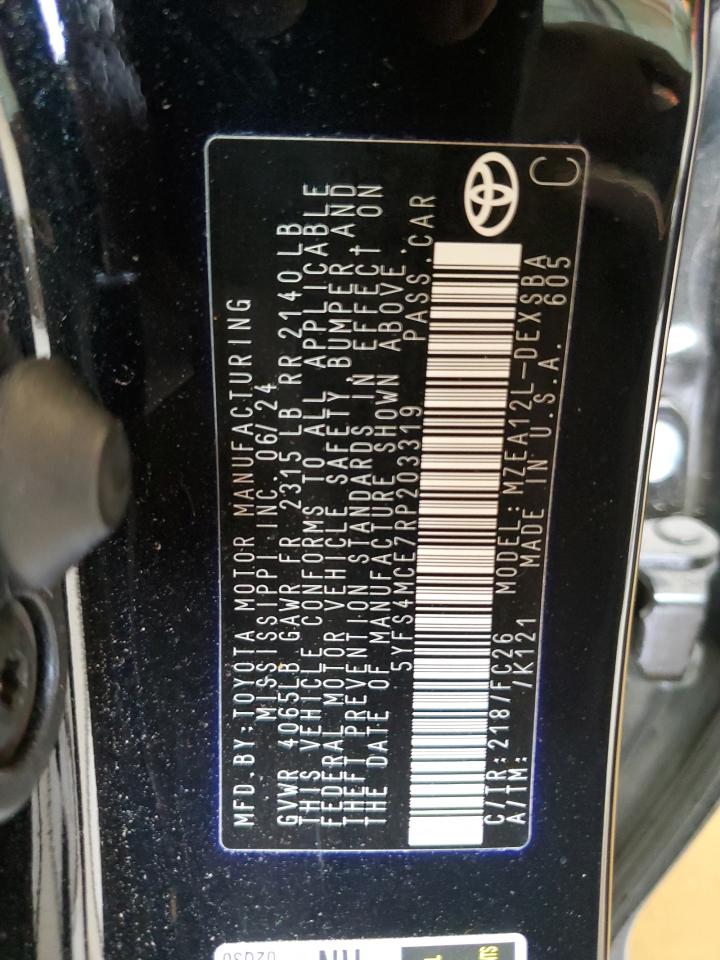 MFD. BY: TOYOTA MOTOR MANUFACTURING
MISSISSIPPI INC. 06/24
GVWR 4065LB GAWR FR 2315 LB RR 2140 LB
THIS VEHICLE CONFORMS TO ALL APPLICABLE
FEDERAL MOTOR VEHICLE SAFETY, BUMPER, AND
THEFT PREVENTION STANDARDS IN EFFECT ON
THE DATE OF MANUFACTURE SHOWN ABOVE.
5YFS4MCE7RP203319 PASS. CAR
C/TR: 218/FC26 MODEL: MZEA12L-DEXSBA
A/TM: /K121 MADE IN U.S.A. 605
C